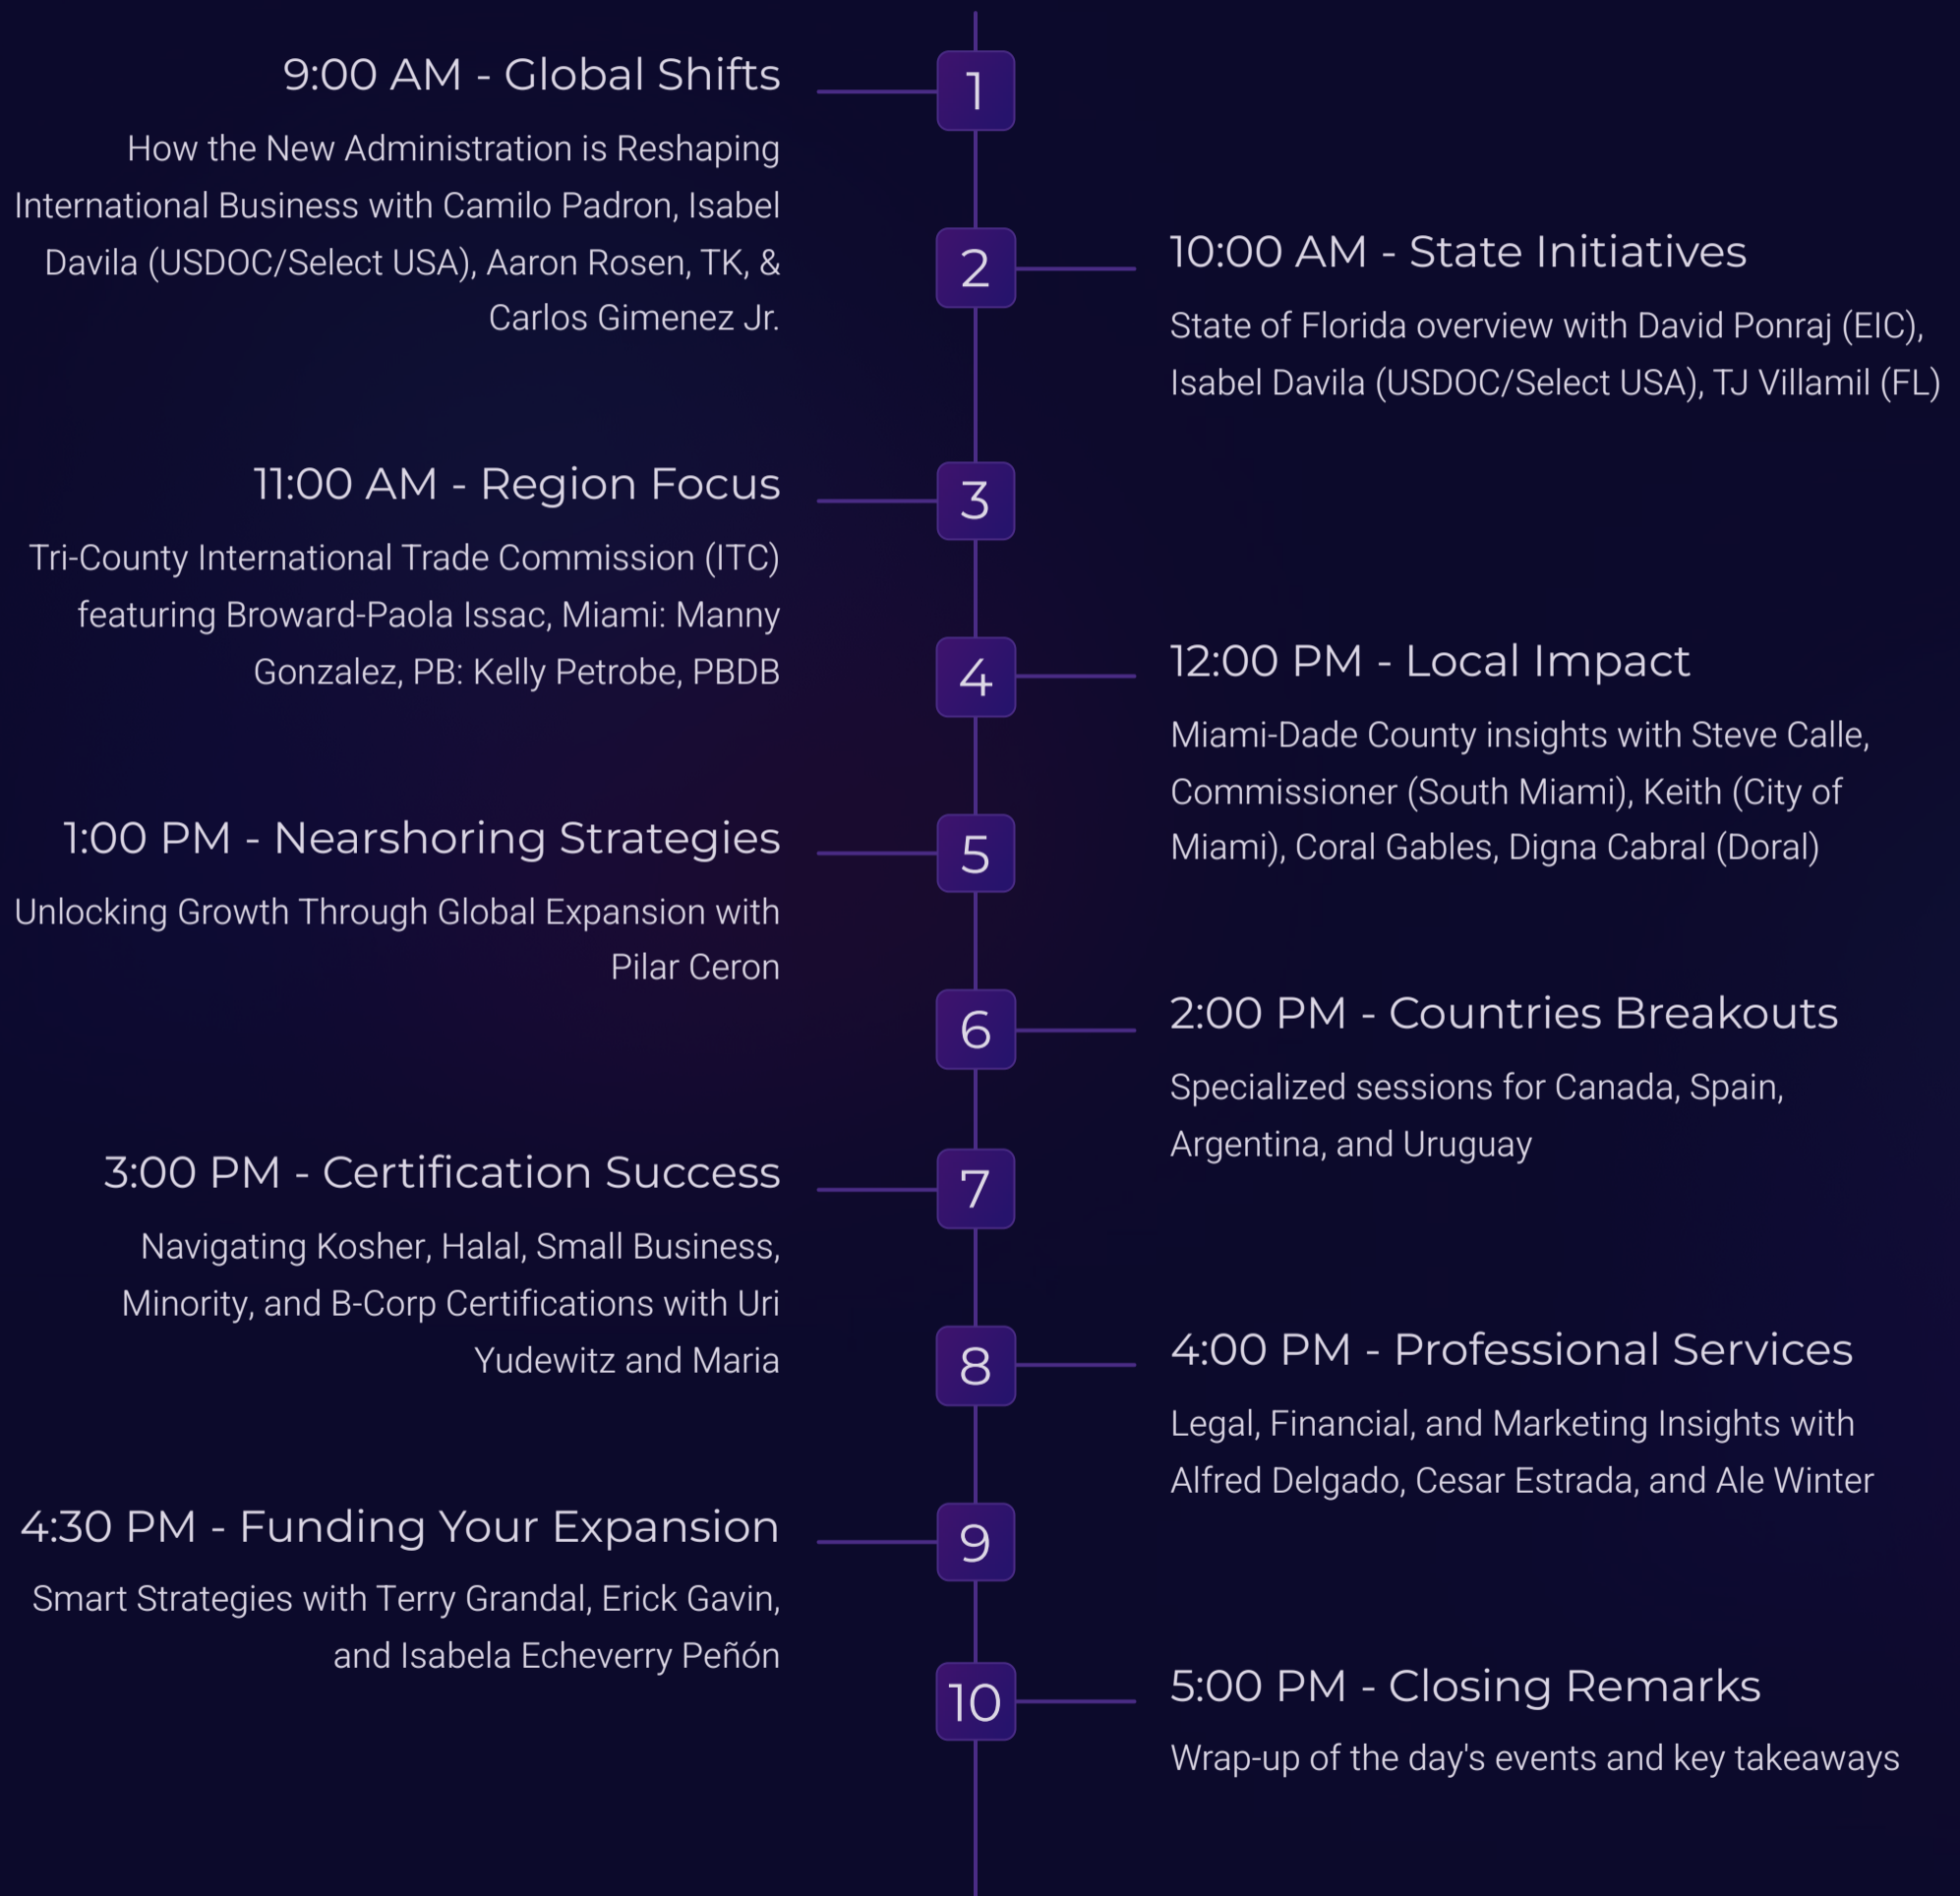 1
9:00 AM - Global Shifts
How the New Administration is Reshaping
International Business with Camilo Padron, Isabel
Davila (USDOC/Select USA), Aaron Rosen, TK, &
Carlos Gimenez Jr.
2
10:00 AM - State Initiatives
State of Florida overview with David Ponraj (EIC),
Isabel Davila (USDOC/Select USA), TJ Villamil (FL)
3
11:00 AM - Region Focus
Tri-County International Trade Commission (ITC)
featuring Broward-Paola Issac, Miami: Manny
Gonzalez, PB: Kelly Petrobe, PBDB
4
12:00 PM - Local Impact
Miami-Dade County insights with Steve Calle,
Commissioner (South Miami), Keith (City of
Miami), Coral Gables, Digna Cabral (Doral)
5
1:00 PM - Nearshoring Strategies
Unlocking Growth Through Global Expansion with
Pilar Ceron
6
2:00 PM - Countries Breakouts
Specialized sessions for Canada, Spain,
Argentina, and Uruguay
7
3:00 PM - Certification Success
Navigating Kosher, Halal, Small Business,
Minority, and B-Corp Certifications with Uri
Yudewitz and Maria
8
4:00 PM - Professional Services
Legal, Financial, and Marketing Insights with
Alfred Delgado, Cesar Estrada, and Ale Winter
9
4:30 PM - Funding Your Expansion
Smart Strategies with Terry Grandal, Erick Gavin,
and Isabela Echeverry Peñón
10
5:00 PM - Closing Remarks
Wrap-up of the day's events and key takeaways